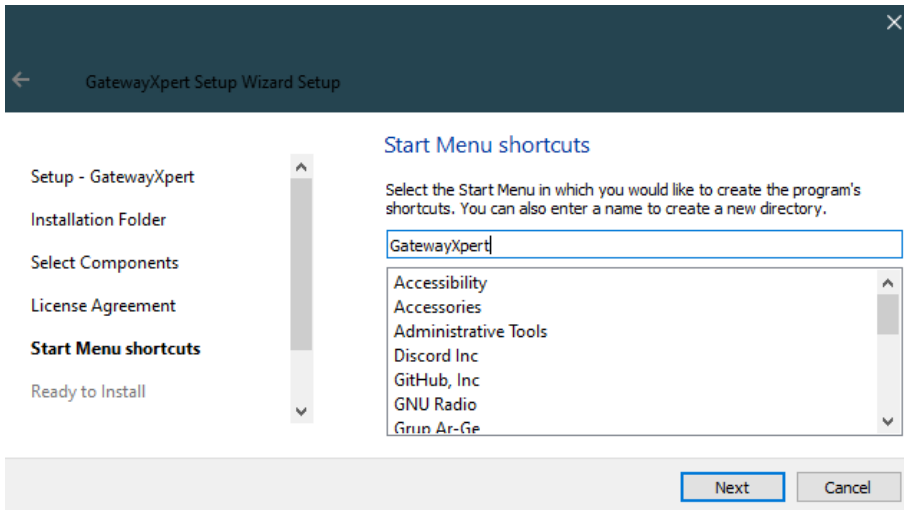 GatewayXpert Setup Wizard Setup
Setup - GatewayXpert
Installation Folder
Select Components
License Agreement
Start Menu shortcuts
Ready to Install
Start Menu shortcuts
Select the Start Menu in which you would like to create the program's
shortcuts. You can also enter a name to create a new directory.
GatewayXpert
Accessibility
Accessories
Administrative Tools
Discord Inc
GitHub, Inc
GNU Radio
Grup Ar-Ge
Next
Cancel